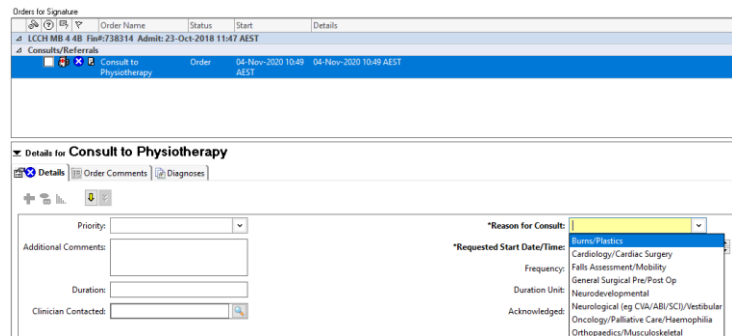 Orders for Signature
Order Name Status Start Details
LCCH MB 4 4B Fin#:738314 Admit: 23-Oct-2018 11:47 AEST
Consults/Referrals
Consult to Physiotherapy Order 04-Nov-2020 10:49 AEST 04-Nov-2020 10:49 AEST
Details for Consult to Physiotherapy
Details Order Comments Diagnoses
Priority:
*Reason for Consult:
Burns/Plastics
Cardiology/Cardiac Surgery
Falls Assessment/Mobility
General Surgical Pre/Post Op
Neurodevelopmental
Neurological (eg CVA/ABI/SCI)/Vestibular
Oncology/Palliative Care/Haemophilia
Orthopaedics/Musculoskeletal
Additional Comments:
*Requested Start Date/Time:
Frequency:
Duration:
Duration Unit:
Clinician Contacted:
Acknowledged: